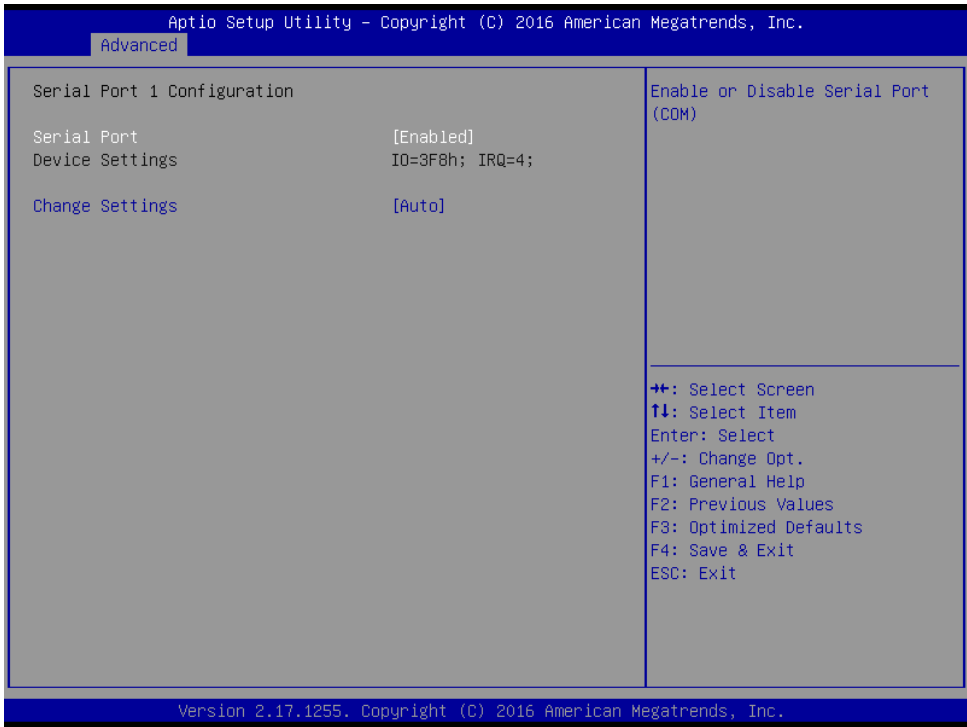 Aptio Setup Utility – Copyright (C) 2016 American Megatrends, Inc.
Advanced
Serial Port 1 Configuration
Serial Port [Enabled]
Device Settings IO=3F8h; IRQ=4;
Change Settings [Auto]
Enable or Disable Serial Port
(COM)
→←: Select Screen
↑↓: Select Item
Enter: Select
+/-: Change Opt.
F1: General Help
F2: Previous Values
F3: Optimized Defaults
F4: Save & Exit
ESC: Exit
Version 2.17.1255. Copyright (C) 2016 American Megatrends, Inc.